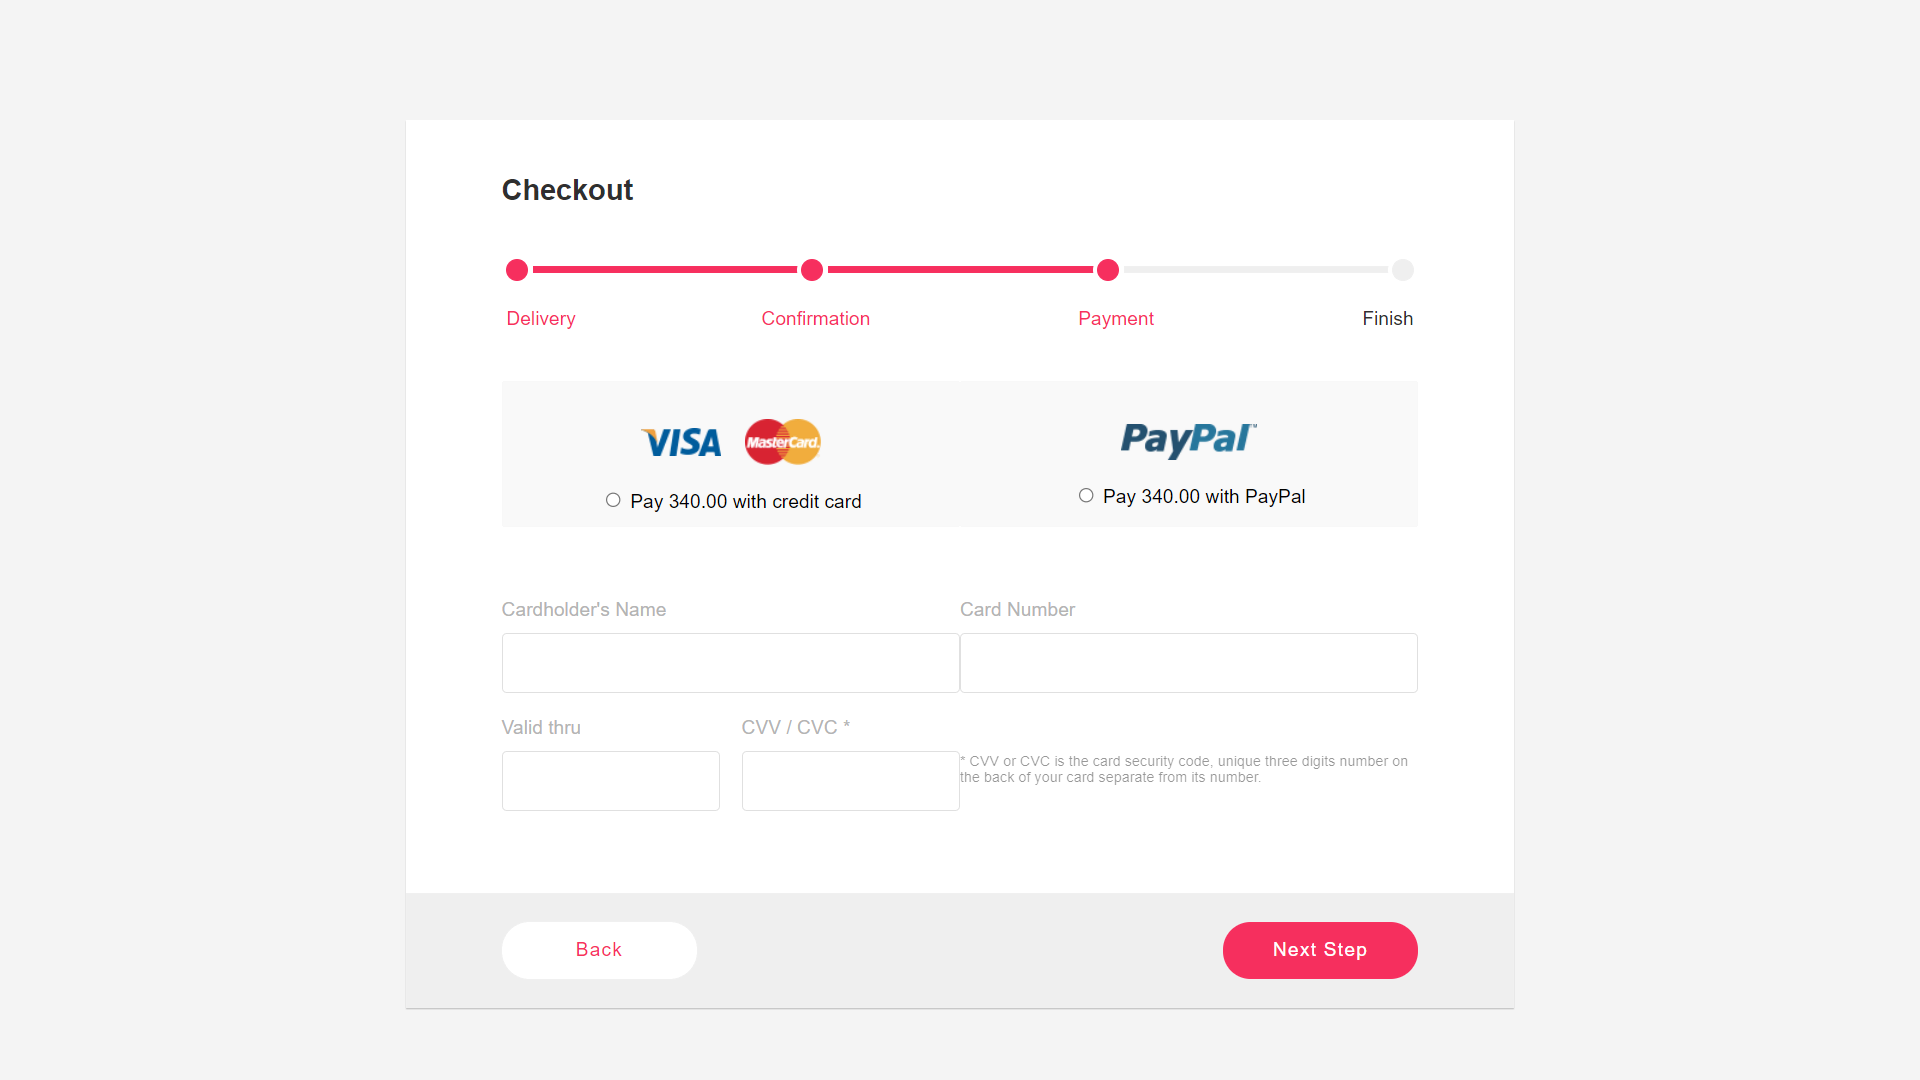 Checkout
Delivery
Confirmation
Payment
Finish
VISA
MasterCard
PayPal™
Pay 340.00 with credit card
Pay 340.00 with PayPal
Cardholder's Name
Card Number
Valid thru
CVV / CVC *
* CVV or CVC is the card security code, unique three digits number on
the back of your card separate from its number.
Back
Next Step